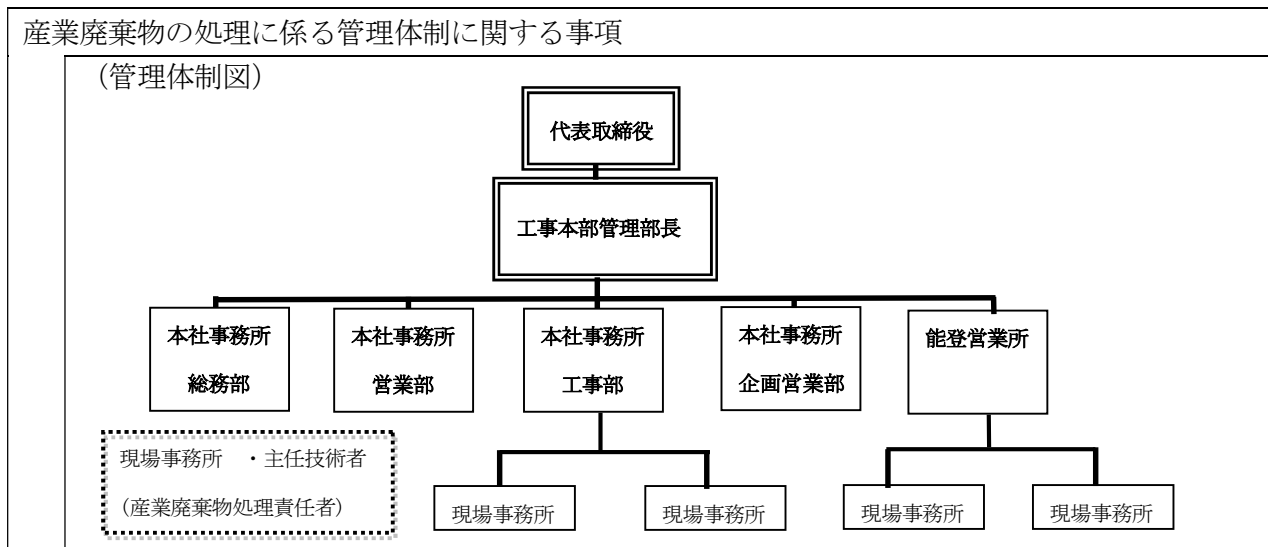 産業廃棄物の処理に係る管理体制に関する事項
（管理体制図）
代表取締役
工事本部管理部長
本社事務所
総務部
本社事務所
営業部
本社事務所
工事部
本社事務所
企画営業部
能登営業所
現場事務所　・主任技術者
（産業廃棄物処理責任者）
現場事務所
現場事務所
現場事務所
現場事務所